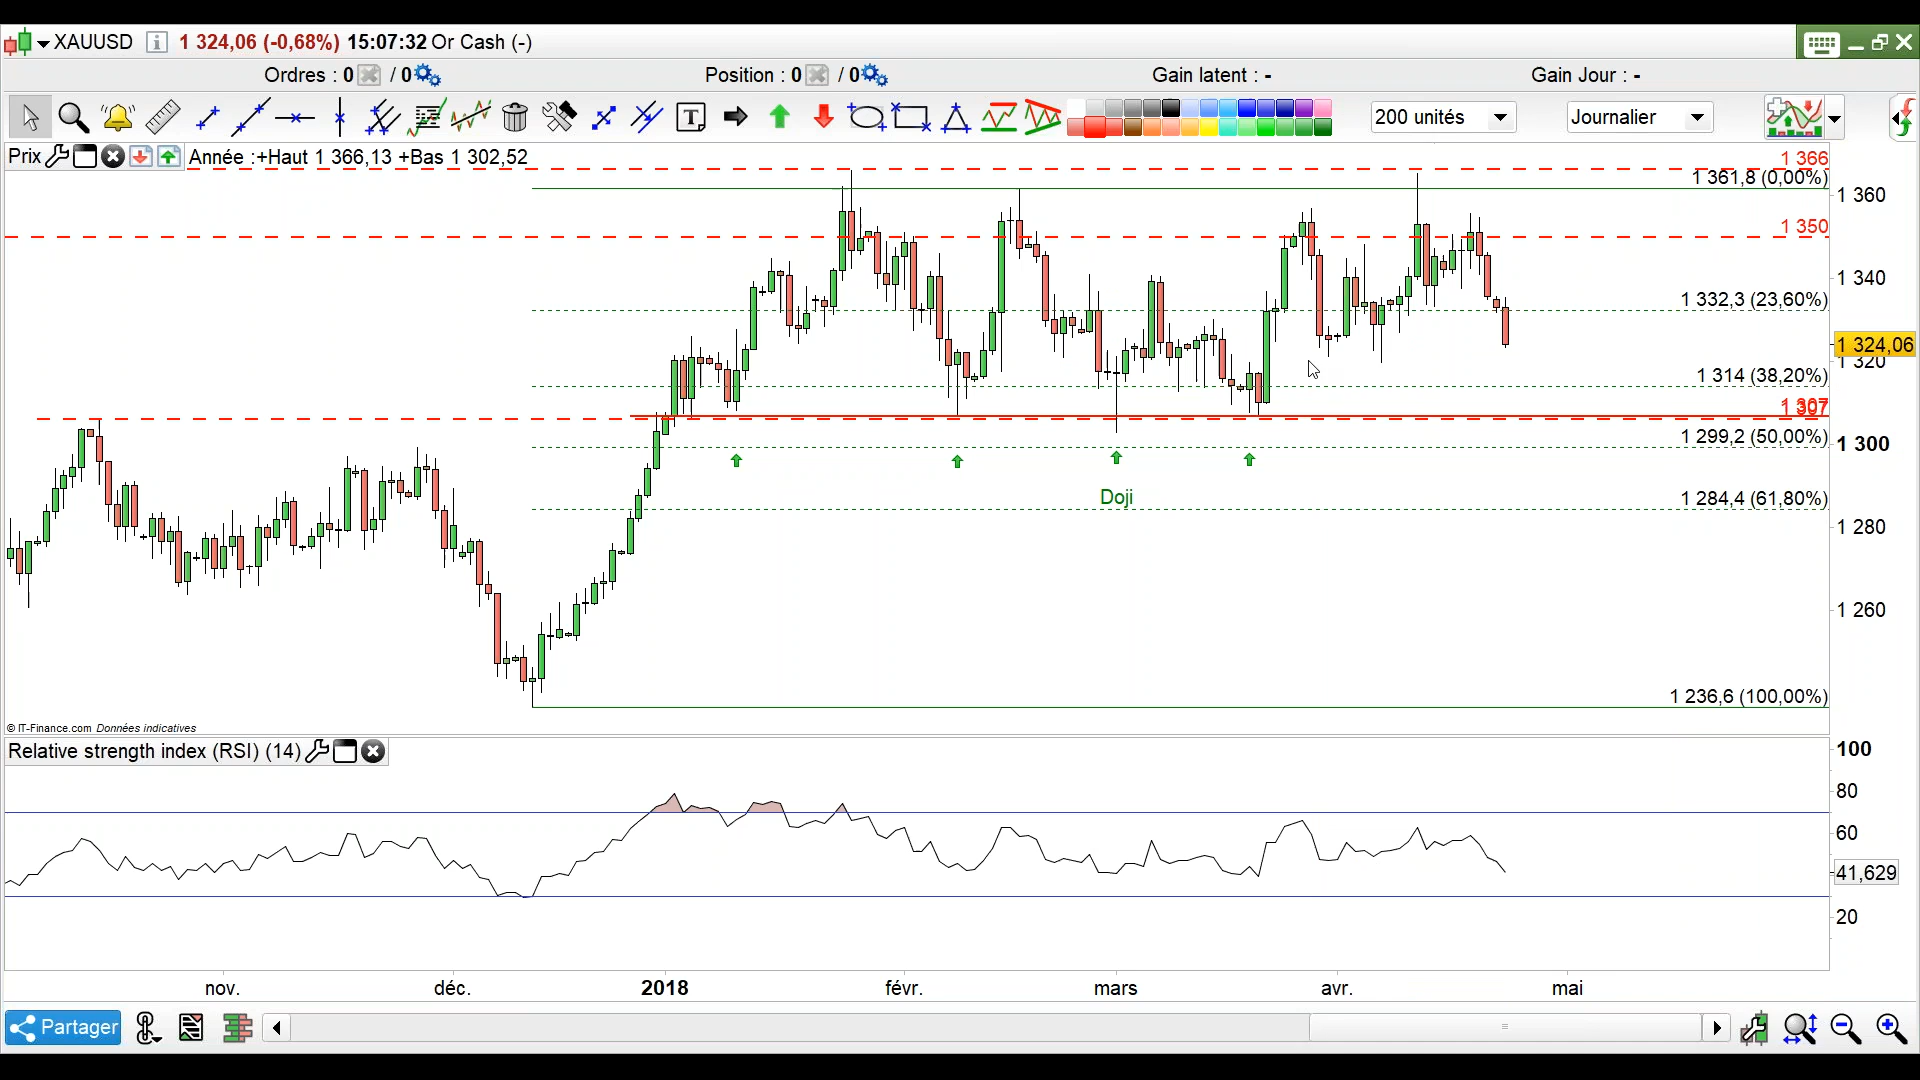 XAUUSD 1 324,06 (-0,68%) 15:07:32 Or Cash (-)
Ordres : 0 / 0 Position : 0 / 0 Gain latent : - Gain Jour : -
200 unités Journalier
Prix Année :+Haut 1 366,13 +Bas 1 302,52
1 366
1 361,8 (0,00%)
1 360
1 350
1 340
1 332,3 (23,60%)
1 324,06
1 320
1 314 (38,20%)
1 307
1 299,2 (50,00%)
1 300
Doji
1 284,4 (61,80%)
1 280
1 260
1 236,6 (100,00%)
© IT-Finance.com Données indicatives
Relative strength index (RSI) (14)
100
80
60
41,629
20
nov. déc. 2018 févr. mars avr. mai
Partager